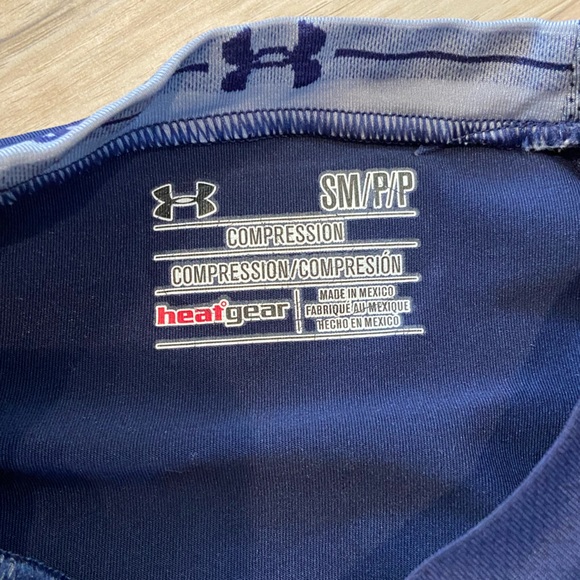 SM/P/P
COMPRESSION
COMPRESSION/COMPRESIÓN
heatgear
MADE IN MEXICO
FABRIQUÉ AU MEXIQUE
HECHO EN MEXICO